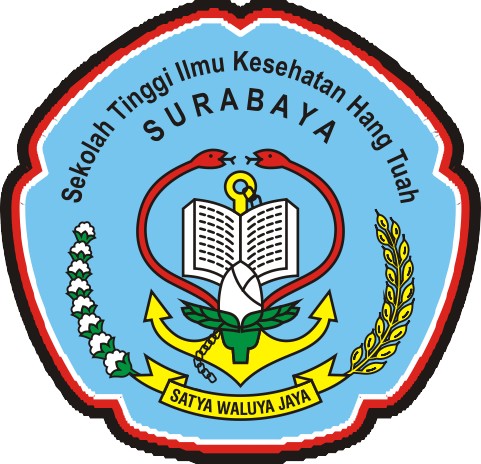 Sekolah Tinggi Ilmu Kesehatan Hang Tuah
SURABAYA
SATYA WALUYA JAYA